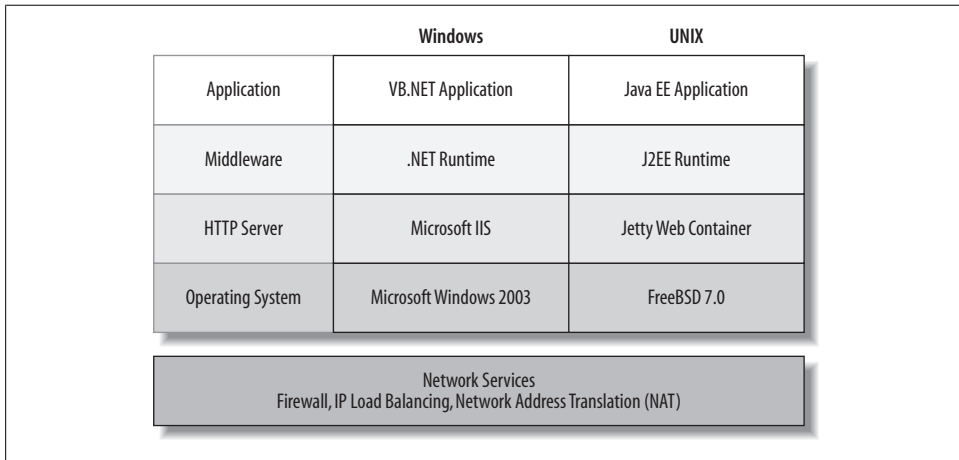 Windows UNIX
Application VB.NET Application Java EE Application
Middleware .NET Runtime J2EE Runtime
HTTP Server Microsoft IIS Jetty Web Container
Operating System Microsoft Windows 2003 FreeBSD 7.0
Network Services
Firewall, IP Load Balancing, Network Address Translation (NAT)